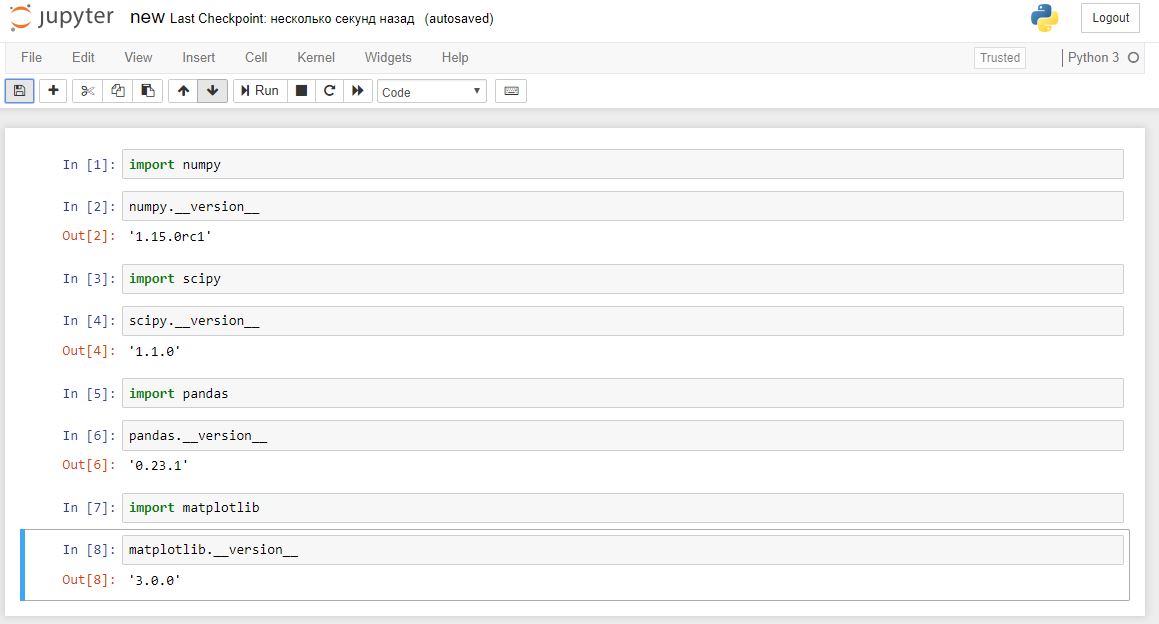 jupyter new Last Checkpoint: несколько секунд назад (autosaved) Logout
File Edit View Insert Cell Kernel Widgets Help Trusted Python 3
Run Code
In [1]: import numpy
In [2]: numpy.__version__
Out[2]: '1.15.0rc1'
In [3]: import scipy
In [4]: scipy.__version__
Out[4]: '1.1.0'
In [5]: import pandas
In [6]: pandas.__version__
Out[6]: '0.23.1'
In [7]: import matplotlib
In [8]: matplotlib.__version__
Out[8]: '3.0.0'